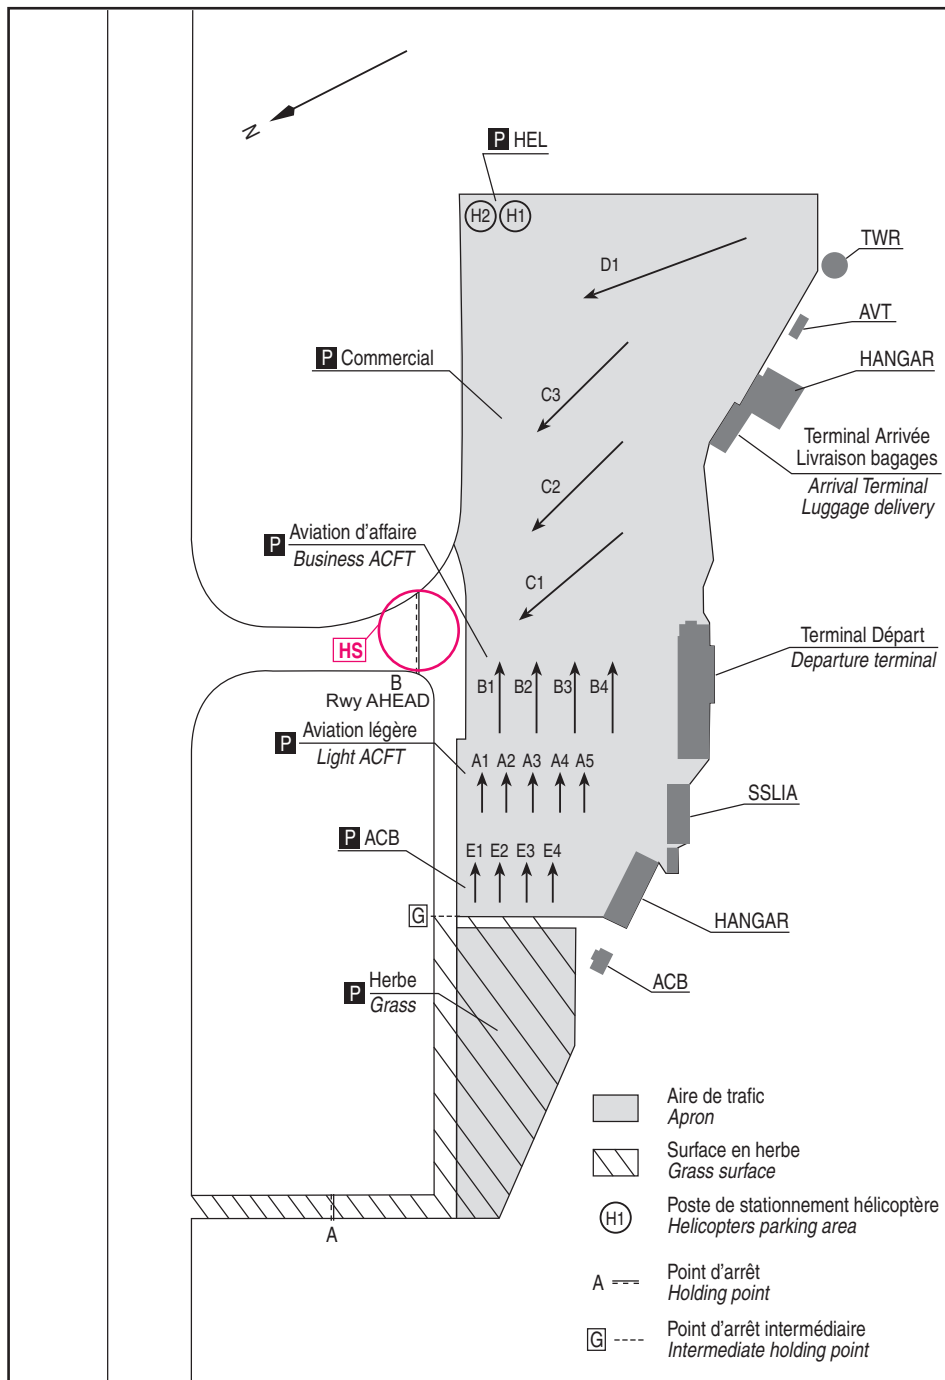 N
P HEL
H2 H1
TWR
D1
AVT
P Commercial
HANGAR
C3
Terminal Arrivée
Livraison bagages
Arrival Terminal
Luggage delivery
C2
P Aviation d'affaire
Business ACFT
C1
HS
Terminal Départ
Departure terminal
B
Rwy AHEAD
B1 B2 B3 B4
P Aviation légère
Light ACFT
A1 A2 A3 A4 A5
SSLIA
P ACB
E1 E2 E3 E4
G
HANGAR
ACB
P Herbe
Grass
Aire de trafic
Apron
Surface en herbe
Grass surface
H1 Poste de stationnement hélicoptère
Helicopters parking area
A
A Point d'arrêt
Holding point
G Point d'arrêt intermédiaire
Intermediate holding point